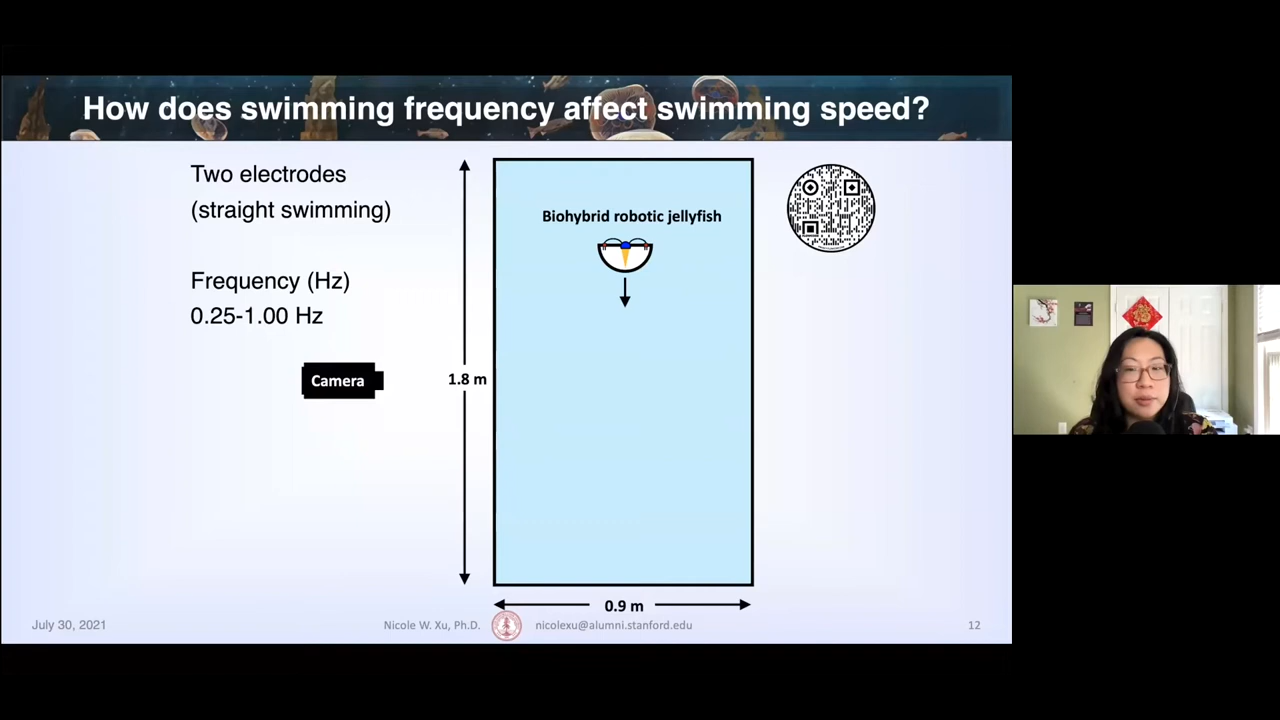 How does swimming frequency affect swimming speed?
Two electrodes
(straight swimming)
Frequency (Hz)
0.25-1.00 Hz
Camera
1.8 m
Biohybrid robotic jellyfish
0.9 m
July 30, 2021
Nicole W. Xu, Ph.D.
nicolexu@alumni.stanford.edu
12